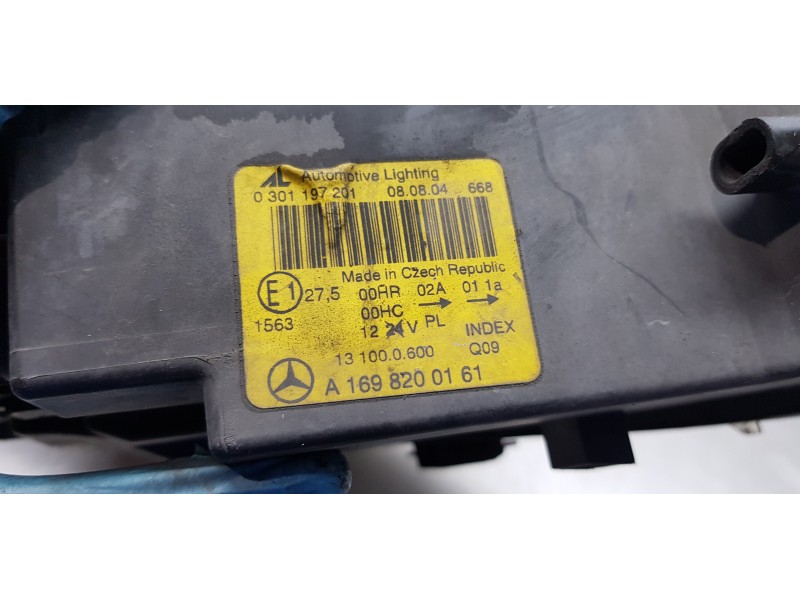 AL Automotive Lighting
0 301 197 201 08.08.04 668
Made in Czech Republic
E1 27,5 00HR 02A 01 1a
1563 00HC → →
12 24V PL INDEX
13 100.0.600 Q09
A 169 820 01 61